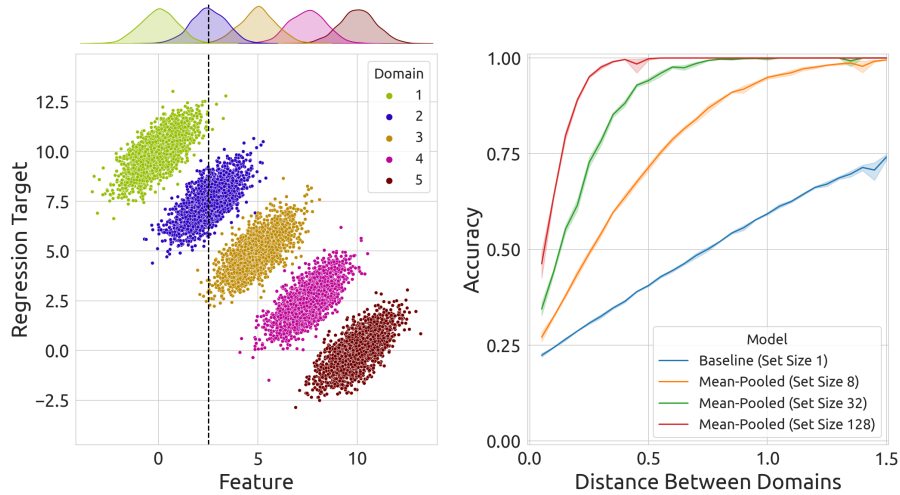 Domain
1
2
3
4
5
12.5
10.0
7.5
5.0
2.5
0.0
−2.5
Regression Target
0
5
10
Feature
1.00
0.75
0.50
0.25
0.00
Accuracy
Model
Baseline (Set Size 1)
Mean-Pooled (Set Size 8)
Mean-Pooled (Set Size 32)
Mean-Pooled (Set Size 128)
0.0
0.5
1.0
1.5
Distance Between Domains